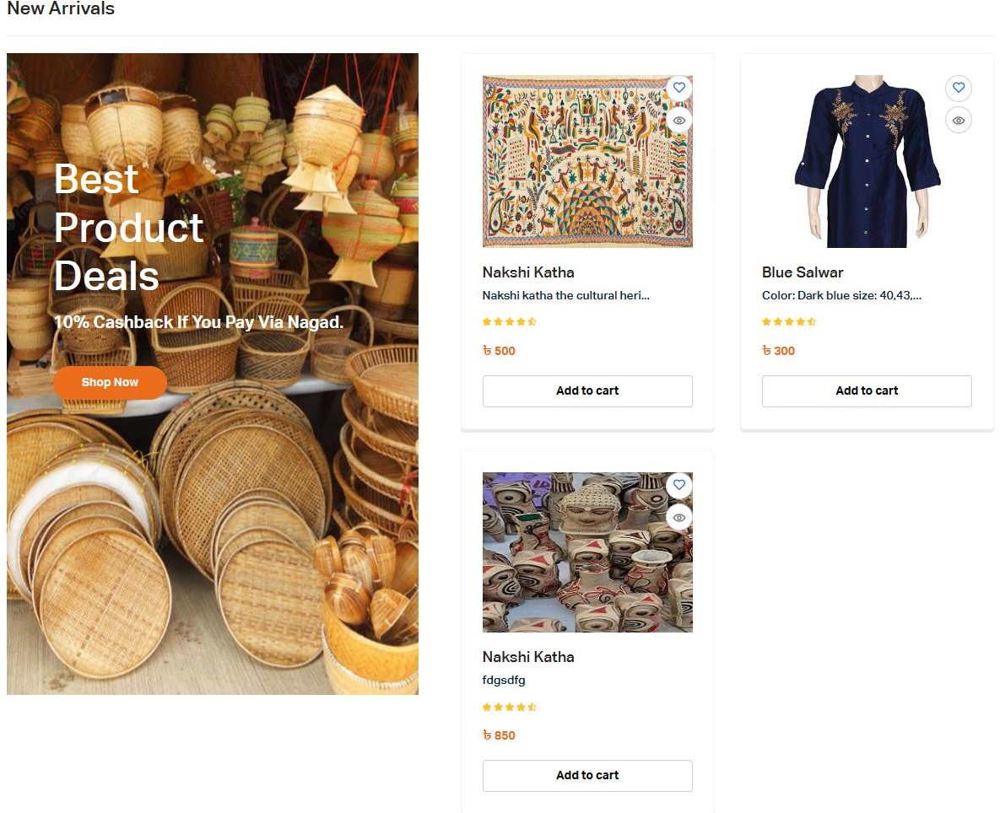 New Arrivals
Best
Product
Deals
10% Cashback If You Pay Via Nagad.
Shop Now
Nakshi Katha
Nakshi katha the cultural heri...
৳ 500
Add to cart
Blue Salwar
Color: Dark blue size: 40,43,...
৳ 300
Add to cart
Nakshi Katha
fdgsdfg
৳ 850
Add to cart